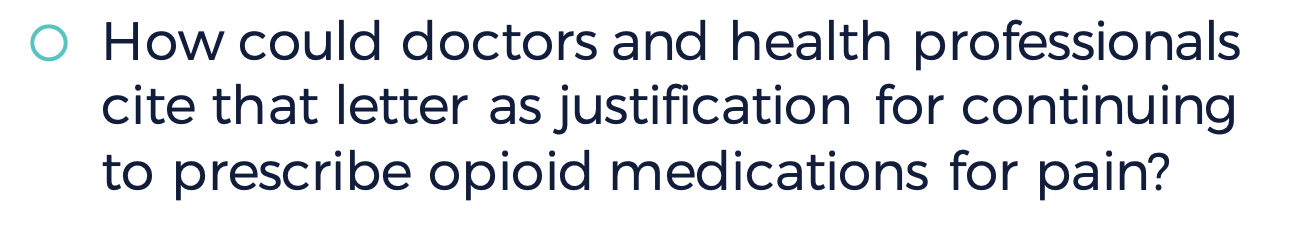 How could doctors and health professionals
cite that letter as justification for continuing
to prescribe opioid medications for pain?